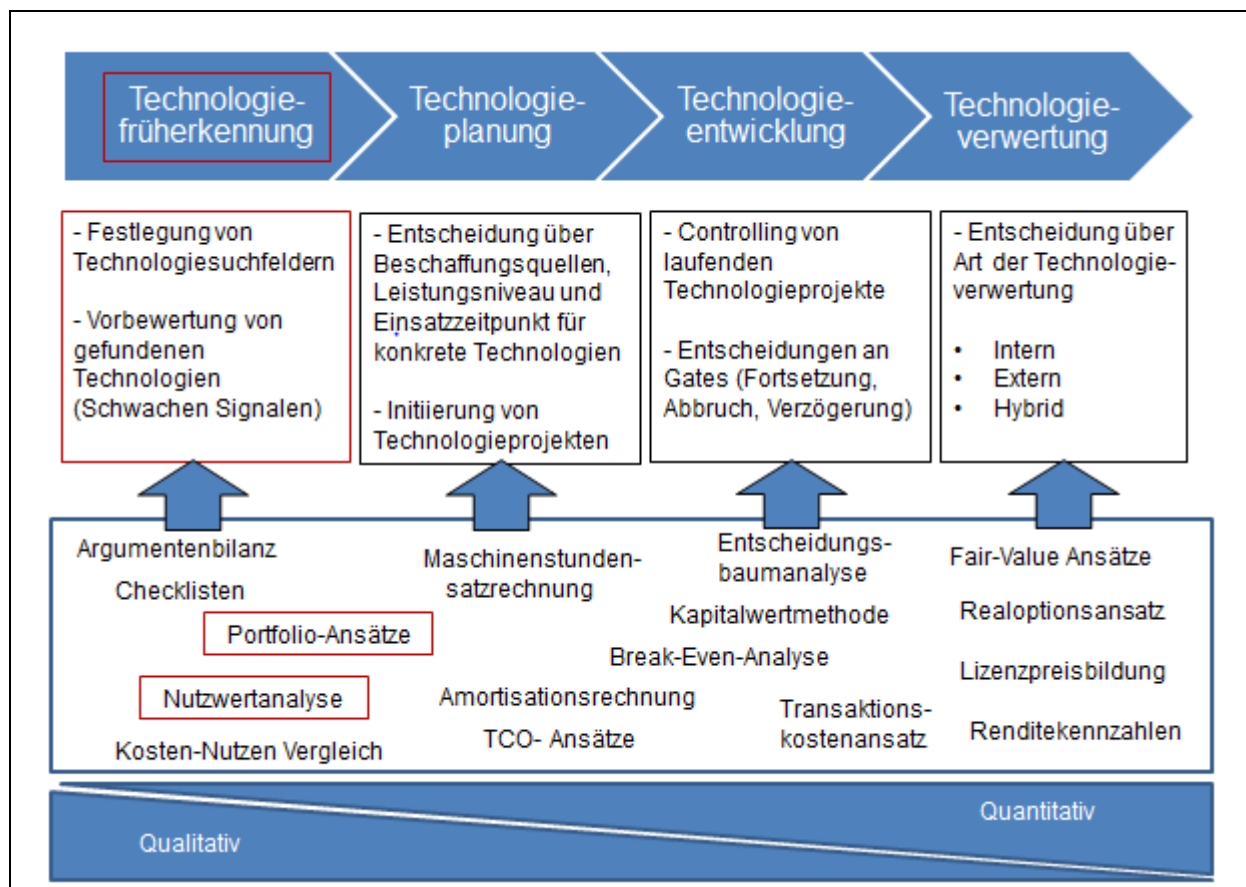 Technologie-
früherkennung
Technologie-
planung
Technologie-
entwicklung
Technologie-
verwertung
- Festlegung von
Technologiesuchfeldern
- Vorbewertung von
gefundenen
Technologien
(Schwachen Signalen)
- Entscheidung über
Beschaffungsquellen,
Leistungsniveau und
Einsatzzeitpunkt für
konkrete Technologien
- Initiierung von
Technologieprojekten
- Controlling von
laufenden
Technologieprojekte
- Entscheidungen an
Gates (Fortsetzung,
Abbruch, Verzögerung)
- Entscheidung über
Art der Technologie-
verwertung
• Intern
• Extern
• Hybrid
Argumentenbilanz
Checklisten
Portfolio-Ansätze
Nutzwertanalyse
Kosten-Nutzen Vergleich
Maschinenstunden-
satzrechnung
Amortisationsrechnung
TCO- Ansätze
Entscheidungs-
baumanalyse
Kapitalwertmethode
Break-Even-Analyse
Transaktions-
kostenansatz
Fair-Value Ansätze
Realoptionsansatz
Lizenzpreisbildung
Renditekennzahlen
Qualitativ
Quantitativ